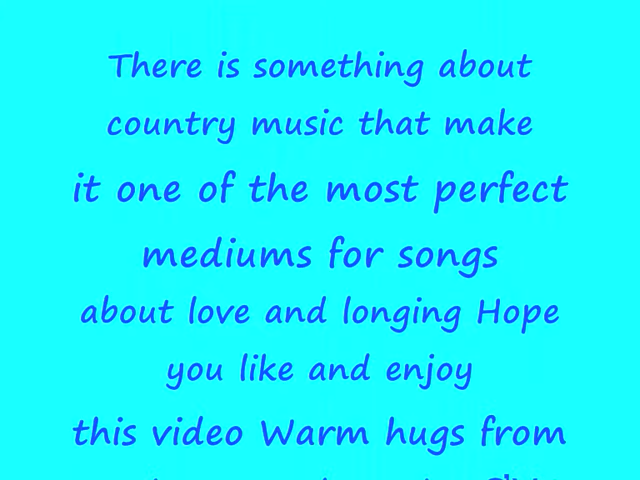 There is something about
country music that make
it one of the most perfect
mediums for songs
about love and longing Hope
you like and enjoy
this video Warm hugs from